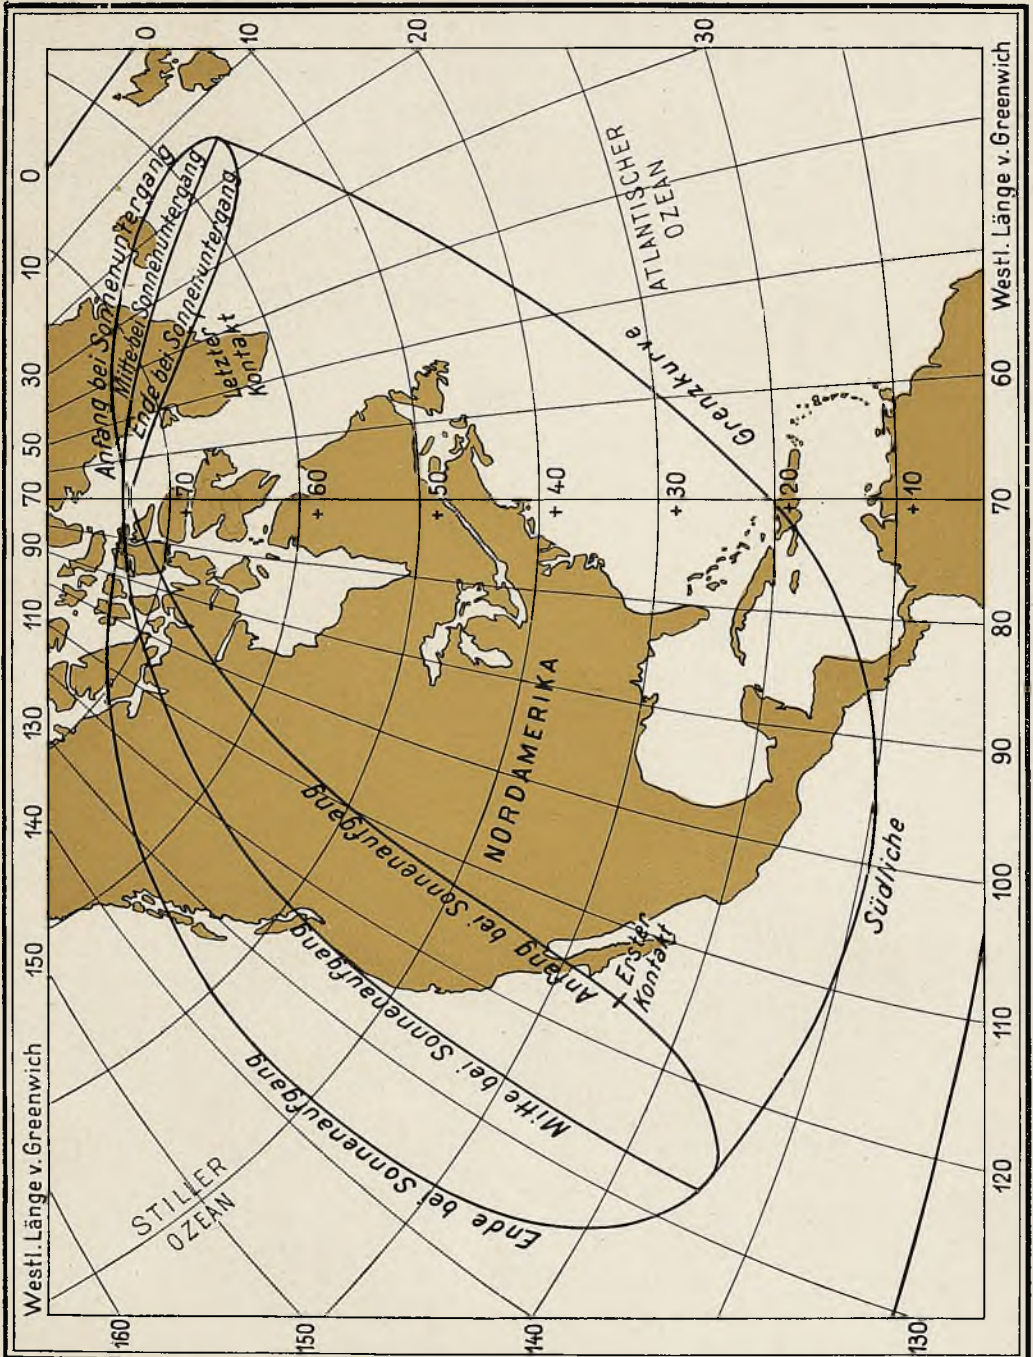 0
10
20
30
Westl. Länge v. Greenwich
0
10
30
50
70
90
110
130
140
150
Westl. Länge v. Greenwich
160
150
140
130
60
70
80
90
100
110
120
Anfang bei Sonnenuntergang
Mitte bei Sonnenuntergang
Ende bei Sonnenuntergang
Letzter
Kontakt
ATLANTISCHER
OZEAN
Südliche Grenzkurve
+70
+60
+50
+40
+30
+20
+10
NORDAMERIKA
Anfang bei Sonnenaufgang
Mitte bei Sonnenaufgang
Ende bei Sonnenaufgang
Erster
Kontakt
STILLER
OZEAN